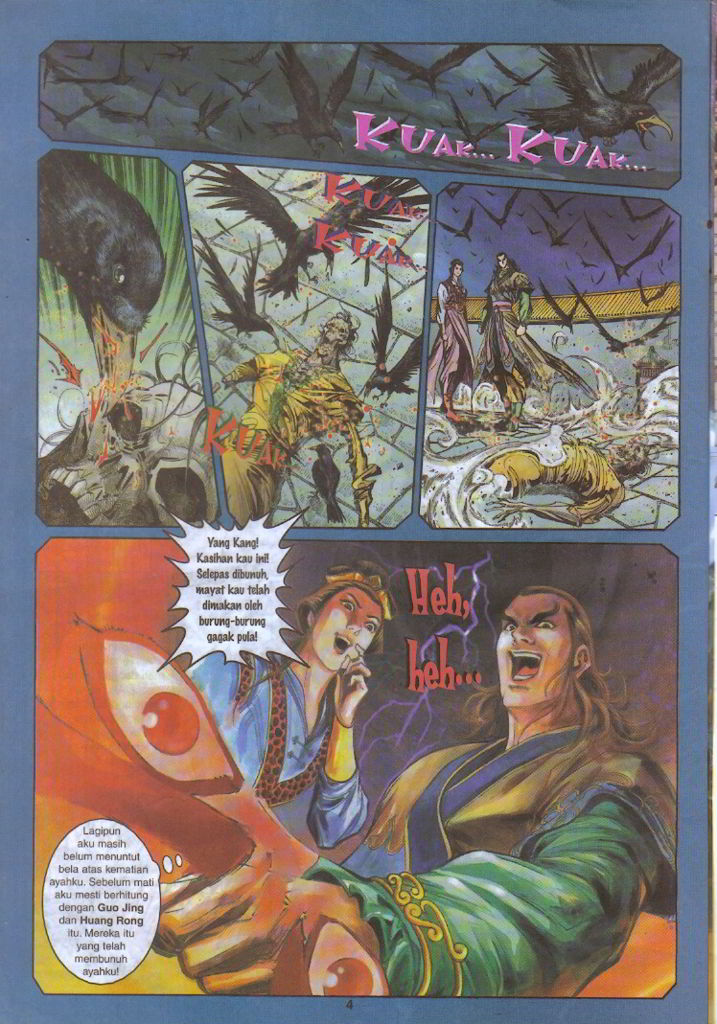 KUAK... KUAK...
KUAK...
KUAK...
KUAK...
Yang Kang!
Kasihan kau ini!
Selepas dibunuh,
mayat kau telah
dimakan oleh
burung-burung
gagak pula!
Heh,
heh...
Lagipun
aku masih
belum menuntut
bela atas kematian
ayahku. Sebelum mati
aku mesti berhitung
dengan Guo Jing
dan Huang Rong
itu. Mereka itu
yang telah
membunuh
ayahku!
4